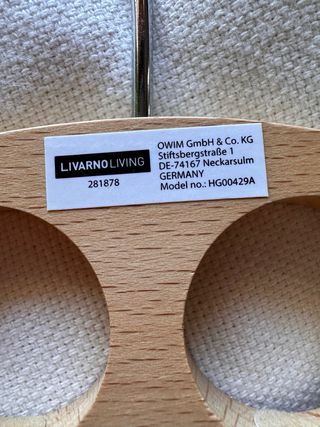 LIVARNO LIVING
281878
OWIM GmbH & Co. KG
Stiftsbergstraße 1
DE-74167 Neckarsulm
GERMANY
Model no.: HG00429A